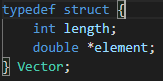 typedef struct {
    int length;
    double *element;
} Vector;